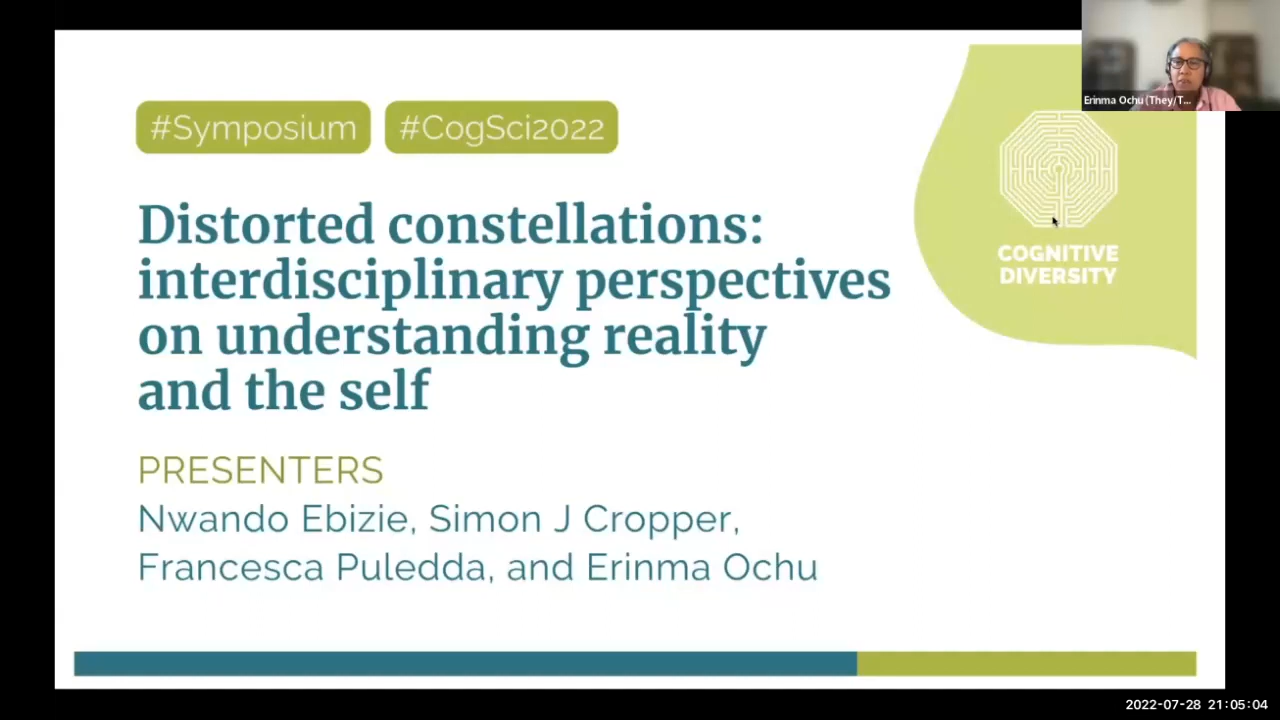 Erinma Ochu (They/T...
#Symposium #CogSci2022
COGNITIVE
DIVERSITY
Distorted constellations:
interdisciplinary perspectives
on understanding reality
and the self
PRESENTERS
Nwando Ebizie, Simon J Cropper,
Francesca Puledda, and Erinma Ochu
2022-07-28 21:05:04